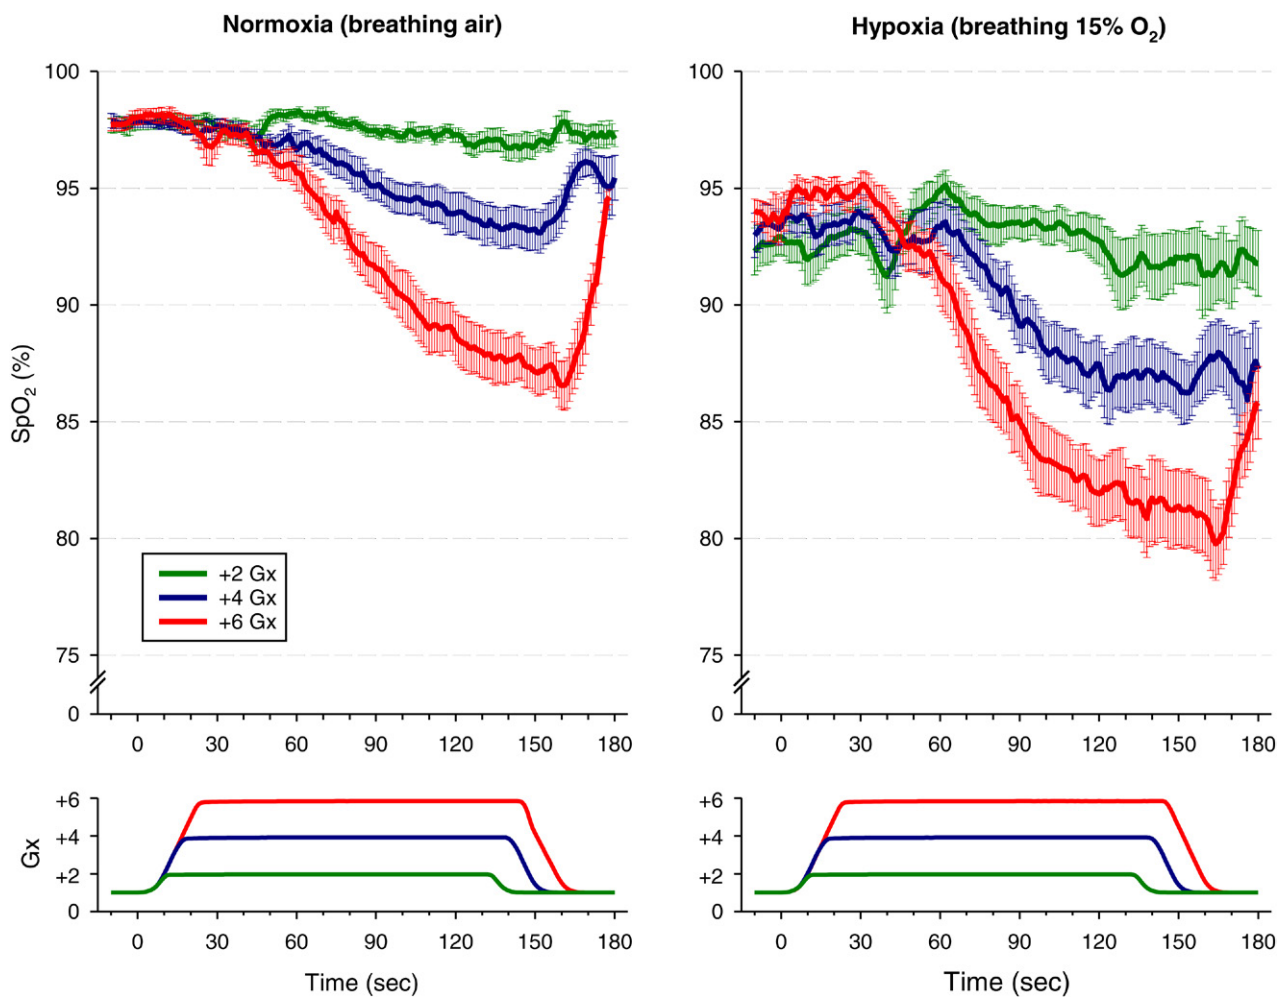 Normoxia (breathing air)
Hypoxia (breathing 15% O₂)
SpO₂ (%)
100
95
90
85
80
75
0
0 30 60 90 120 150 180
+2 Gx
+4 Gx
+6 Gx
100
95
90
85
80
75
0
0 30 60 90 120 150 180
Gx
+6
+4
+2
0
0 30 60 90 120 150 180
Time (sec)
+6
+4
+2
0
0 30 60 90 120 150 180
Time (sec)